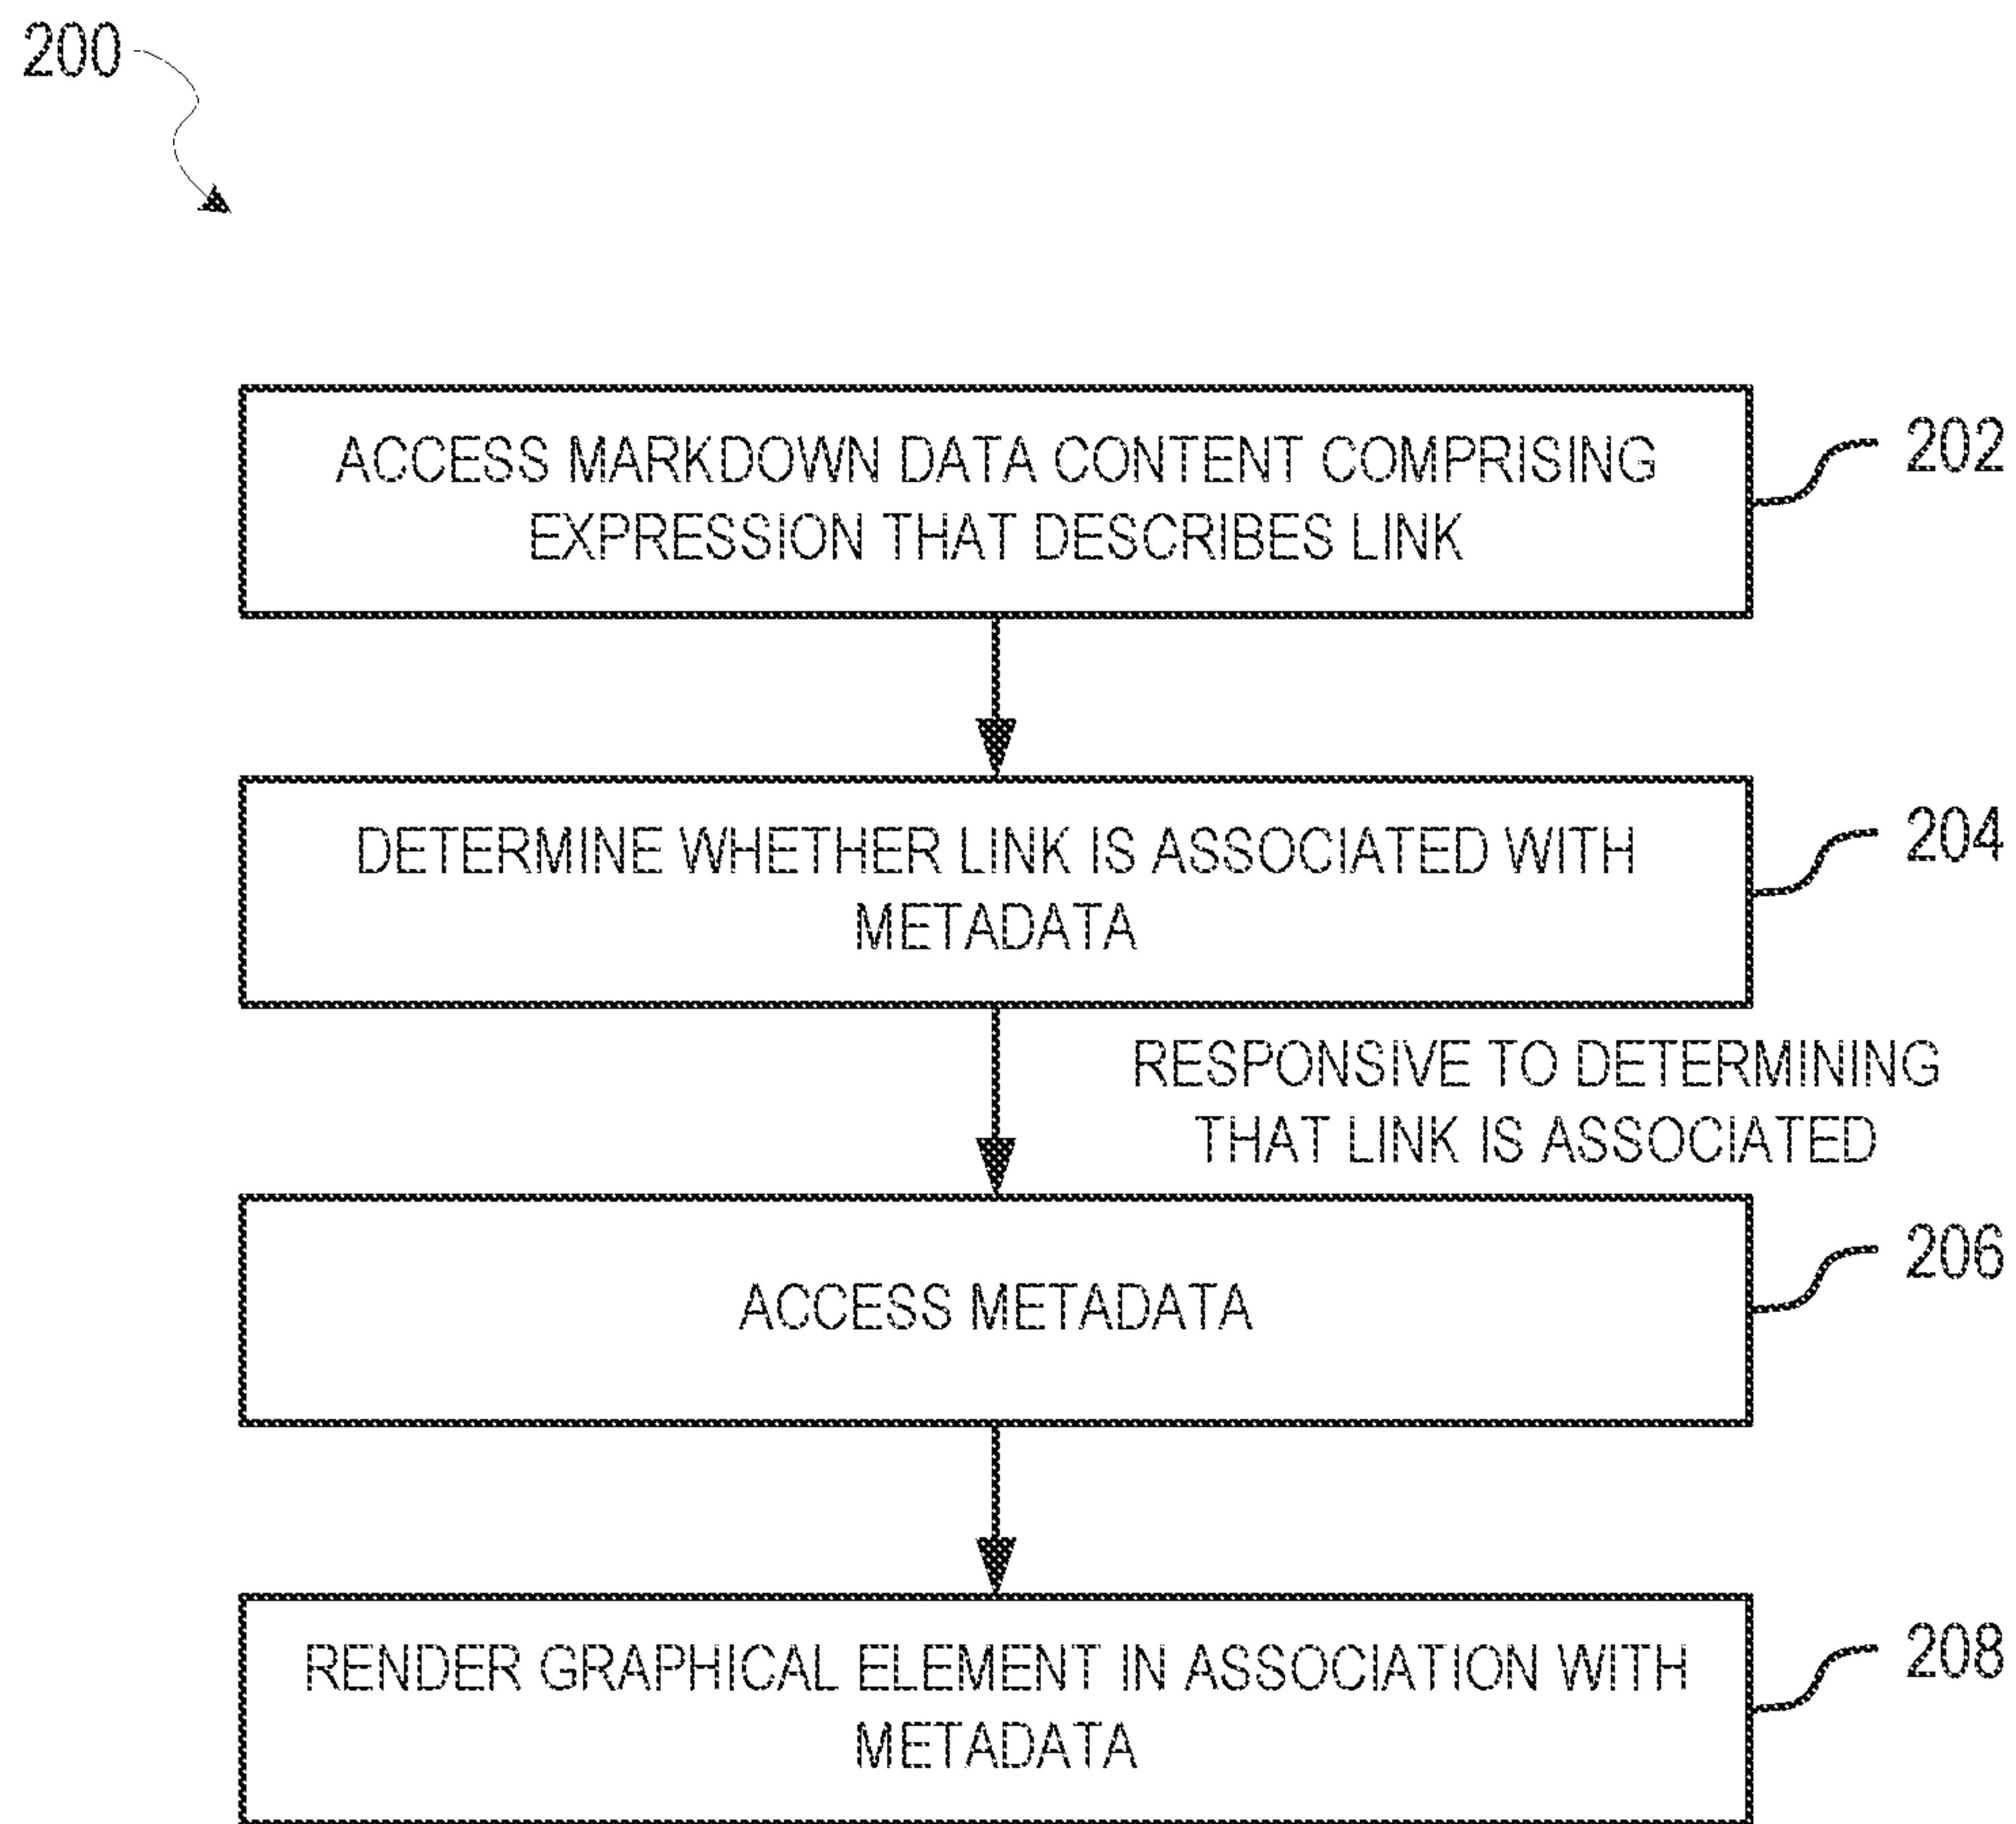 200
ACCESS MARKDOWN DATA CONTENT COMPRISING
EXPRESSION THAT DESCRIBES LINK
202
DETERMINE WHETHER LINK IS ASSOCIATED WITH
METADATA
204
RESPONSIVE TO DETERMINING
THAT LINK IS ASSOCIATED
ACCESS METADATA
206
RENDER GRAPHICAL ELEMENT IN ASSOCIATION WITH
METADATA
208